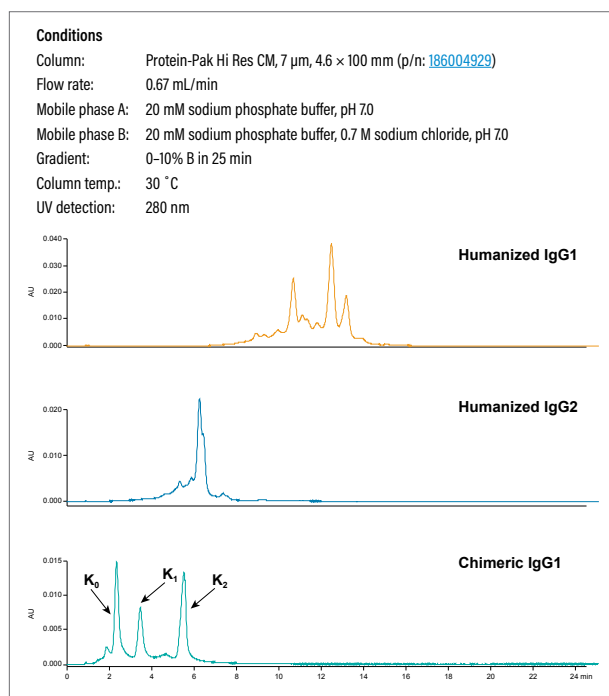 Conditions
Column: Protein-Pak Hi Res CM, 7 µm, 4.6 × 100 mm (p/n: 186004929)
Flow rate: 0.67 mL/min
Mobile phase A: 20 mM sodium phosphate buffer, pH 7.0
Mobile phase B: 20 mM sodium phosphate buffer, 0.7 M sodium chloride, pH 7.0
Gradient: 0–10% B in 25 min
Column temp.: 30 ˚C
UV detection: 280 nm
Humanized IgG1
AU
0.040
0.030
0.020
0.010
0.000
Humanized IgG2
AU
0.020
0.010
0.000
Chimeric IgG1
AU
0.015
0.010
0.005
0.000
K₀
K₁
K₂
0 2 4 6 8 10 12 14 16 18 20 22 24 min